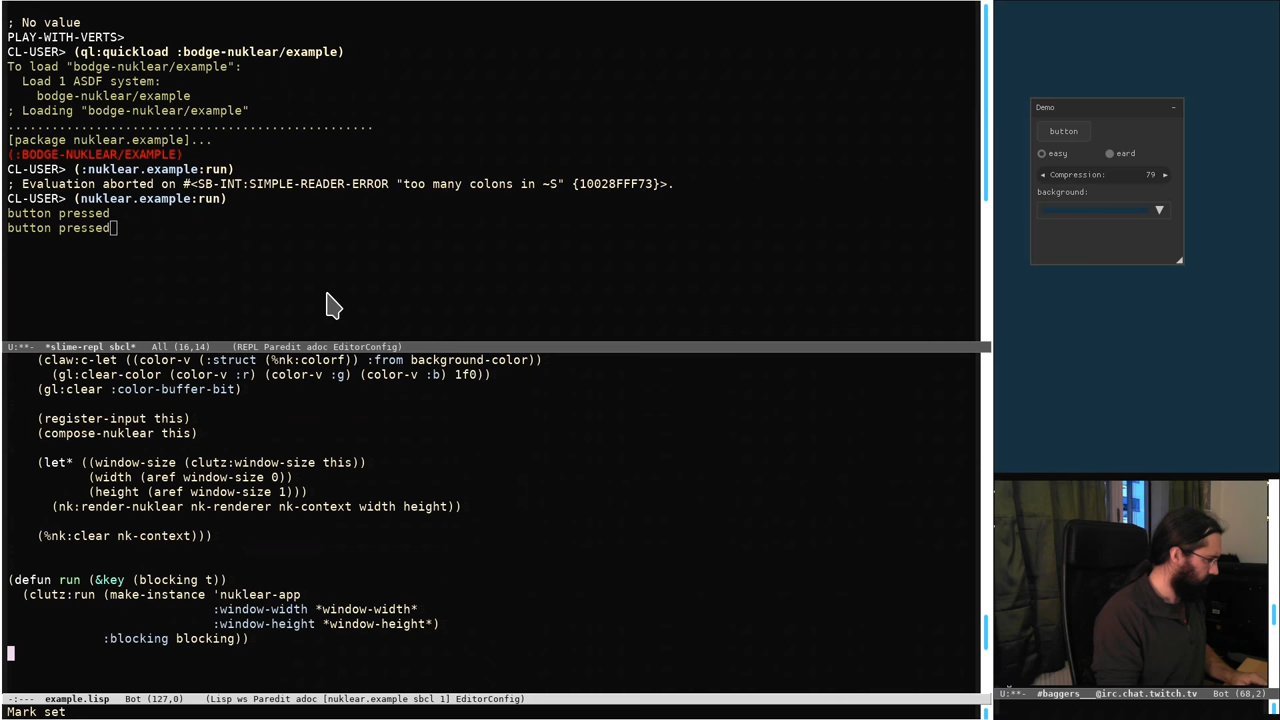 ; No value
PLAY-WITH-VERTS>
CL-USER> (ql:quickload :bodge-nuklear/example)
To load "bodge-nuklear/example":
  Load 1 ASDF system:
    bodge-nuklear/example
; Loading "bodge-nuklear/example"
..................................................
[package nuklear.example]...
(:BODGE-NUKLEAR/EXAMPLE)
CL-USER> (:nuklear.example:run)
; Evaluation aborted on #<SB-INT:SIMPLE-READER-ERROR "too many colons in ~S" {10028FFF73}>.
CL-USER> (nuklear.example:run)
button pressed
button pressed
U:**-  *slime-repl sbcl*   All (16,14)    (REPL Paredit adoc EditorConfig)
    (claw:c-let ((color-v (:struct (%nk:colorf)) :from background-color))
      (gl:clear-color (color-v :r) (color-v :g) (color-v :b) 1f0))
    (gl:clear :color-buffer-bit)
    (register-input this)
    (compose-nuklear this)
    (let* ((window-size (clutz:window-size this))
           (width (aref window-size 0))
           (height (aref window-size 1)))
      (nk:render-nuklear nk-renderer nk-context width height))
    (%nk:clear nk-context)))
(defun run (&key (blocking t))
  (clutz:run (make-instance 'nuklear-app
                            :window-width *window-width*
                            :window-height *window-height*)
             :blocking blocking))
-:---  example.lisp   Bot (127,0)    (Lisp ws Paredit adoc [nuklear.example sbcl 1] EditorConfig)
Mark set
Demo -
button
easy eard
Compression: 79
background:
U:**-  #baggers___@irc.chat.twitch.tv   Bot (68,2)